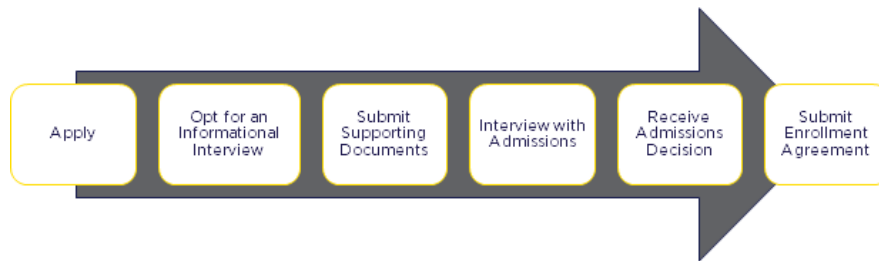 Apply
Opt for an
Informational
Interview
Submit
Supporting
Documents
Interview with
Admissions
Receive
Admissions
Decision
Submit
Enrollment
Agreement